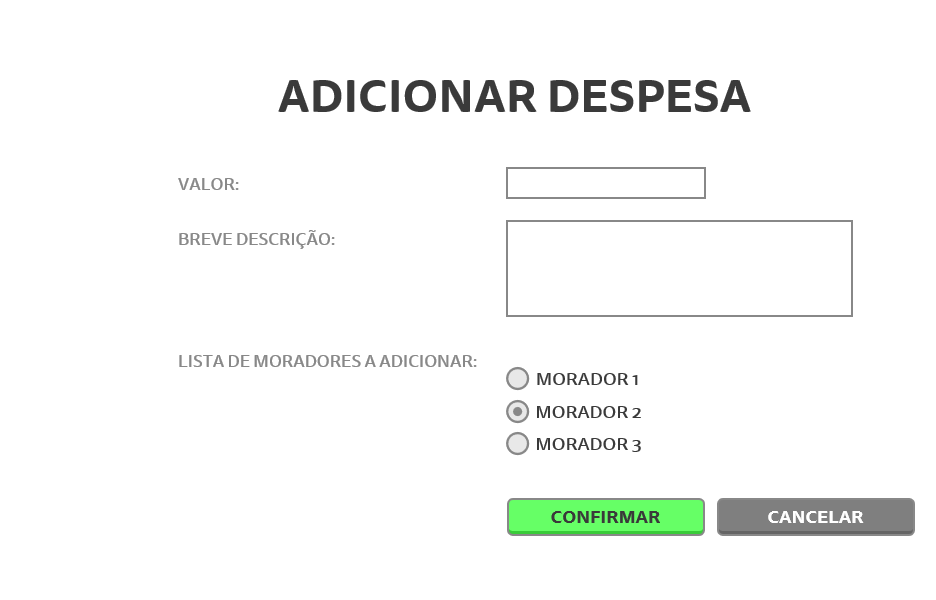 ADICIONAR DESPESA
VALOR:
BREVE DESCRIÇÃO:
LISTA DE MORADORES A ADICIONAR:
MORADOR 1
MORADOR 2
MORADOR 3
CONFIRMAR
CANCELAR